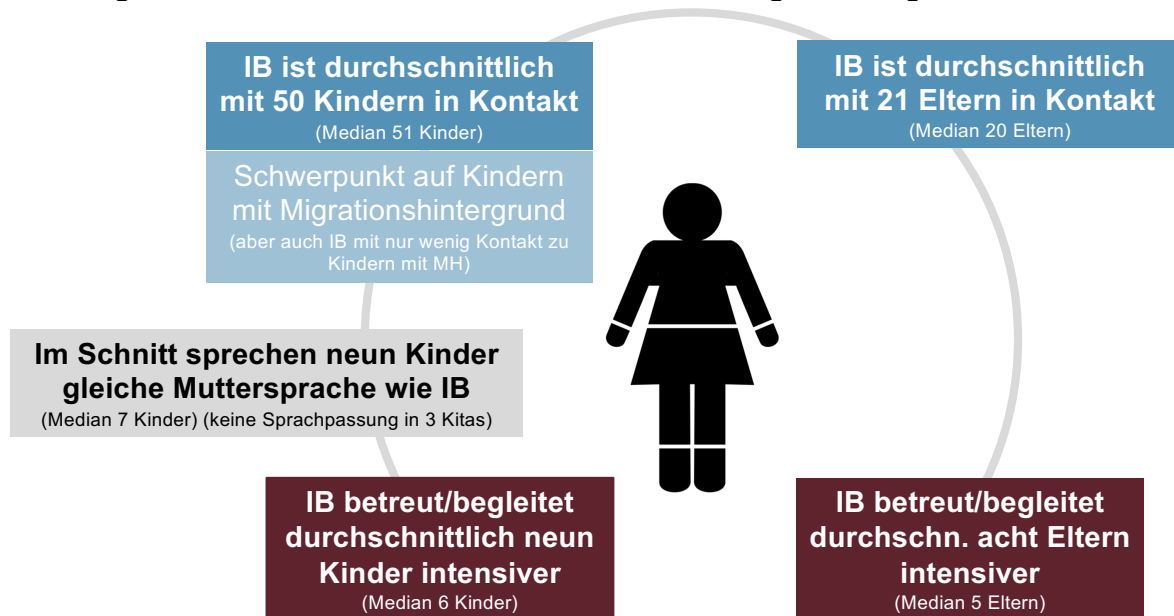 IB ist durchschnittlich
mit 50 Kindern in Kontakt
(Median 51 Kinder)
Schwerpunkt auf Kindern
mit Migrationshintergrund
(aber auch IB mit nur wenig Kontakt zu
Kindern mit MH)
Im Schnitt sprechen neun Kinder
gleiche Muttersprache wie IB
(Median 7 Kinder) (keine Sprachpassung in 3 Kitas)
IB betreut/begleitet
durchschnittlich neun
Kinder intensiver
(Median 6 Kinder)
IB ist durchschnittlich
mit 21 Eltern in Kontakt
(Median 20 Eltern)
IB betreut/begleitet
durchschn. acht Eltern
intensiver
(Median 5 Eltern)